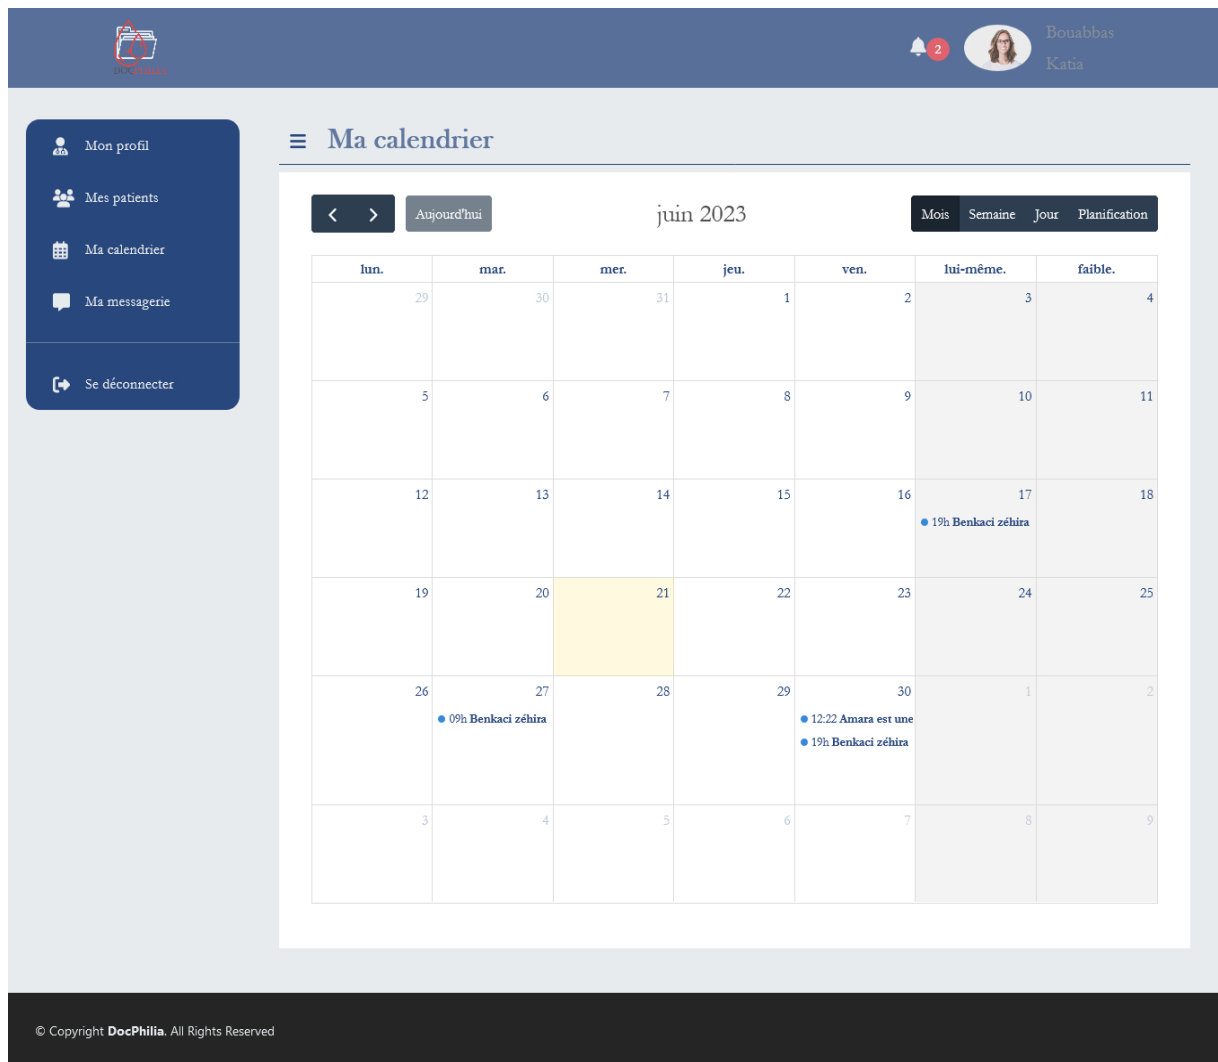 2
Bouabbas
Katia
Mon profil
Mes patients
Ma calendrier
Ma messagerie
Se déconnecter
Ma calendrier
Aujourd'hui
juin 2023
Mois Semaine Jour Planification
lun. mar. mer. jeu. ven. lui-même. faible.
29 30 31 1 2 3 4
5 6 7 8 9 10 11
12 13 14 15 16 17 18
19h Benkaci zéhira
19 20 21 22 23 24 25
26 27 28 29 30 1 2
09h Benkaci zéhira 12:22 Amara est une
19h Benkaci zéhira
3 4 5 6 7 8 9
© Copyright DocPhilia. All Rights Reserved